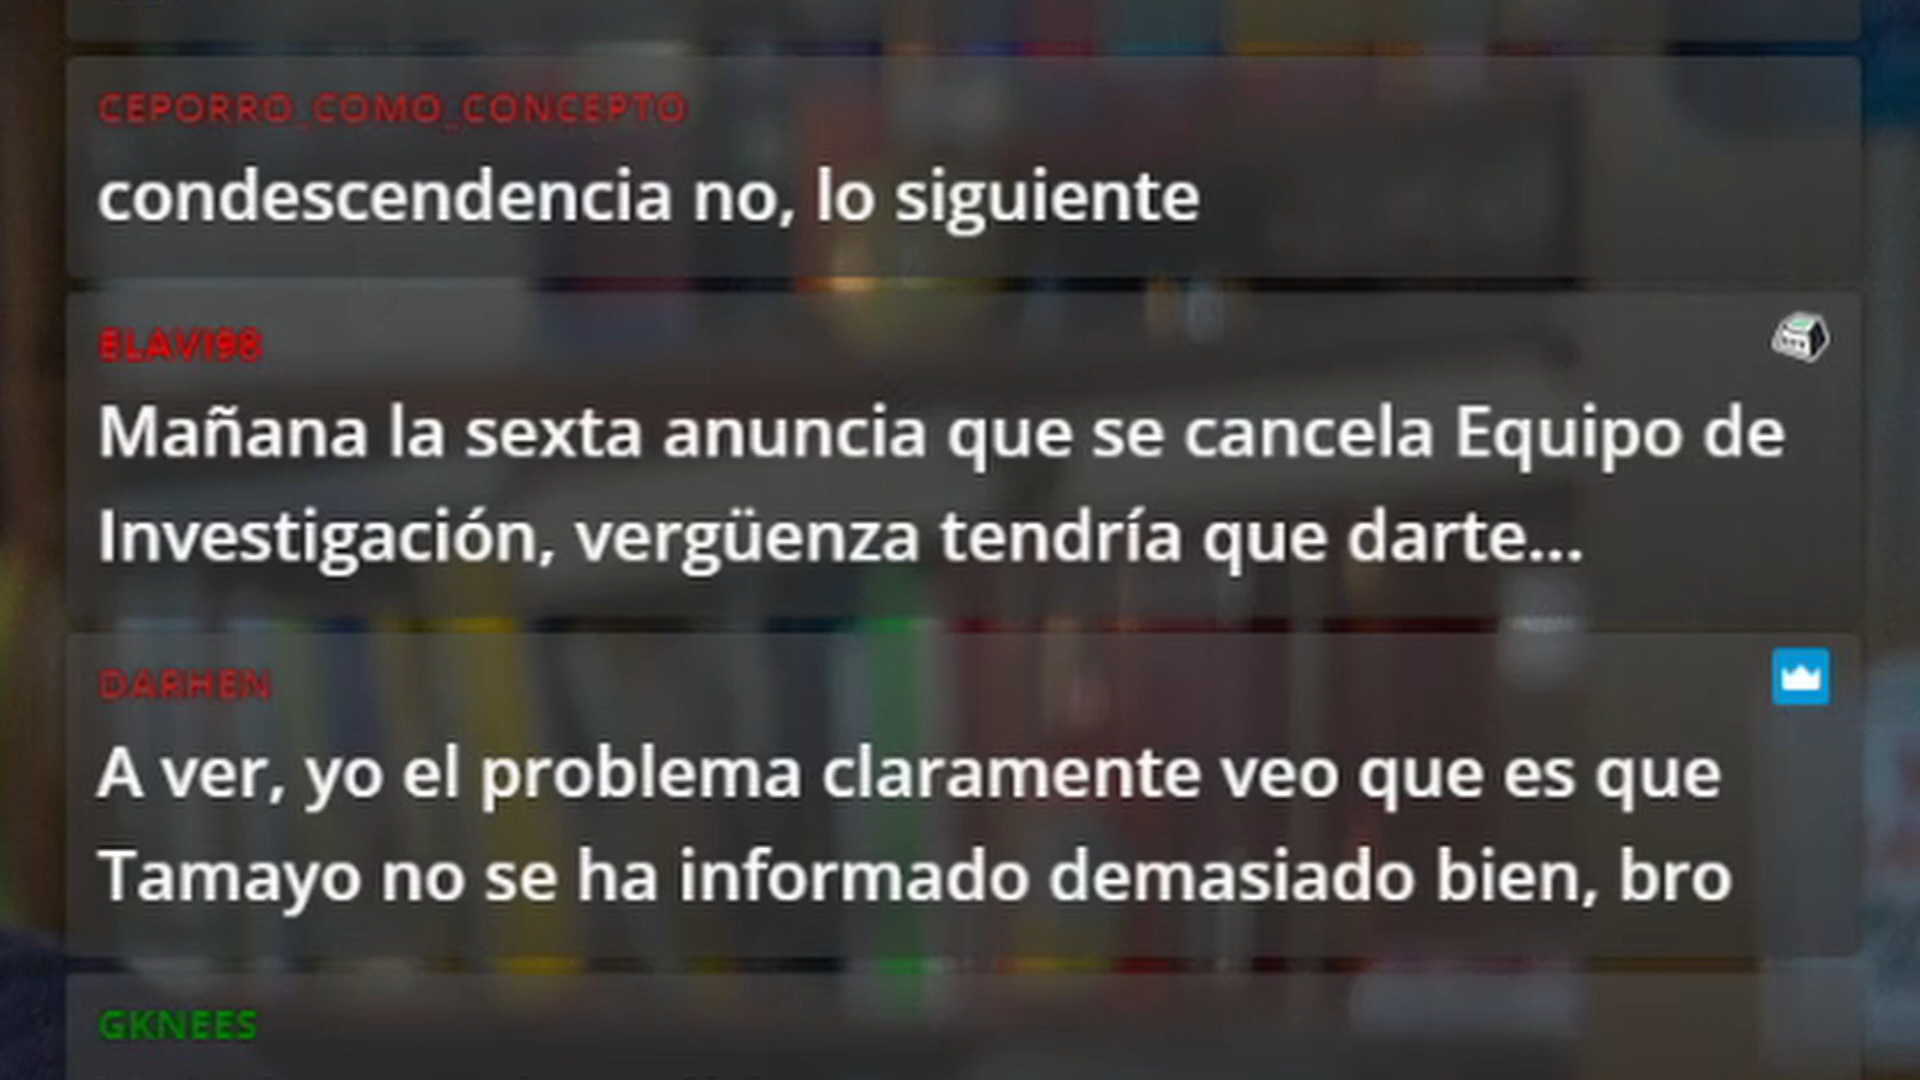 CEPORRO_COMO_CONCEPTO
condescendencia no, lo siguiente
ELAVI98
Mañana la sexta anuncia que se cancela Equipo de
Investigación, vergüenza tendría que darte...
DARHEN
A ver, yo el problema claramente veo que es que
Tamayo no se ha informado demasiado bien, bro
GKNEES